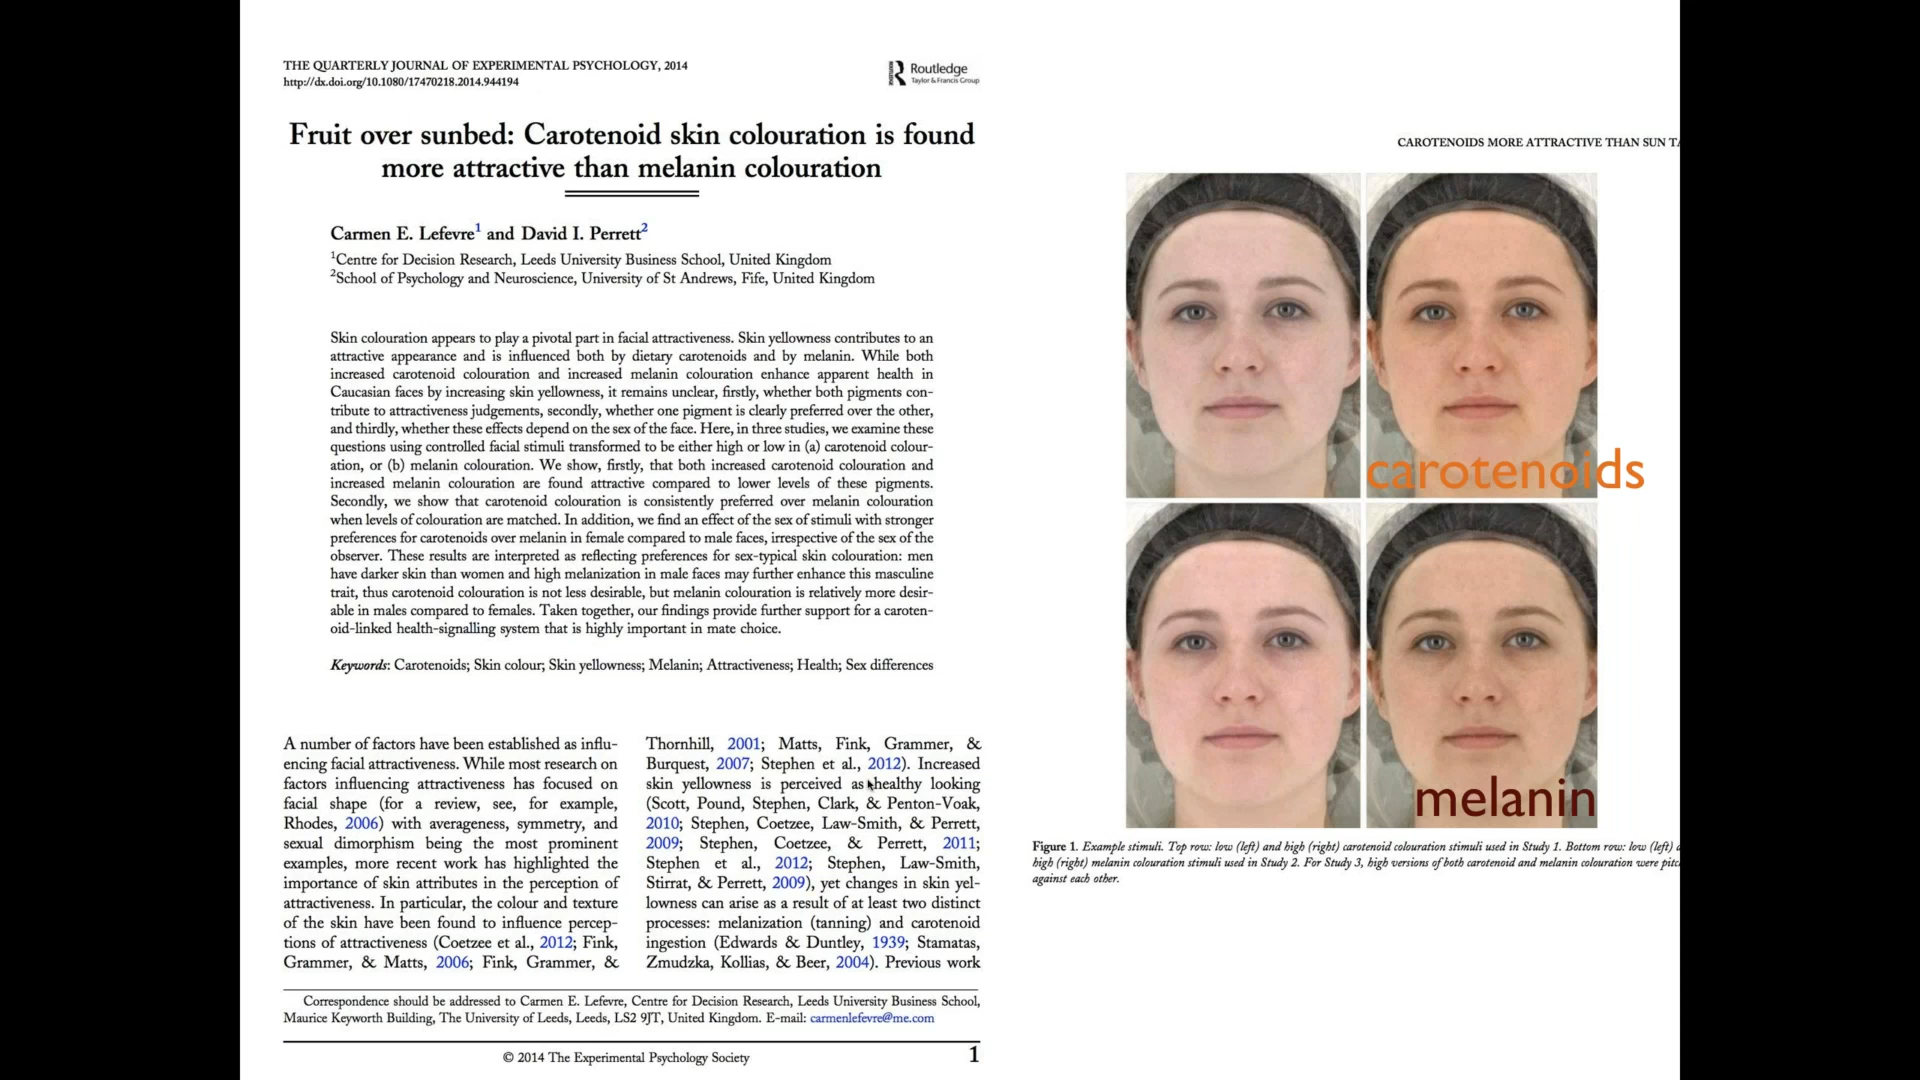 THE QUARTERLY JOURNAL OF EXPERIMENTAL PSYCHOLOGY, 2014
http://dx.doi.org/10.1080/17470218.2014.944194
Routledge
Taylor & Francis Group
Fruit over sunbed: Carotenoid skin colouration is found
more attractive than melanin colouration
Carmen E. Lefevre1 and David I. Perrett2
1Centre for Decision Research, Leeds University Business School, United Kingdom
2School of Psychology and Neuroscience, University of St Andrews, Fife, United Kingdom
Skin colouration appears to play a pivotal part in facial attractiveness. Skin yellowness contributes to an
attractive appearance and is influenced both by dietary carotenoids and by melanin. While both
increased carotenoid colouration and increased melanin colouration enhance apparent health in
Caucasian faces by increasing skin yellowness, it remains unclear, firstly, whether both pigments con-
tribute to attractiveness judgements, secondly, whether one pigment is clearly preferred over the other,
and thirdly, whether these effects depend on the sex of the face. Here, in three studies, we examine these
questions using controlled facial stimuli transformed to be either high or low in (a) carotenoid colour-
ation, or (b) melanin colouration. We show, firstly, that both increased carotenoid colouration and
increased melanin colouration are found attractive compared to lower levels of these pigments.
Secondly, we show that carotenoid colouration is consistently preferred over melanin colouration
when levels of colouration are matched. In addition, we find an effect of the sex of stimuli with stronger
preferences for carotenoids over melanin in female compared to male faces, irrespective of the sex of the
observer. These results are interpreted as reflecting preferences for sex-typical skin colouration: men
have darker skin than women and high melanization in male faces may further enhance this masculine
trait, thus carotenoid colouration is not less desirable, but melanin colouration is relatively more desir-
able in males compared to females. Taken together, our findings provide further support for a caroten-
oid-linked health-signalling system that is highly important in mate choice.
Keywords: Carotenoids; Skin colour; Skin yellowness; Melanin; Attractiveness; Health; Sex differences
A number of factors have been established as influ-
encing facial attractiveness. While most research on
factors influencing attractiveness has focused on
facial shape (for a review, see, for example,
Rhodes, 2006) with averageness, symmetry, and
sexual dimorphism being the most prominent
examples, more recent work has highlighted the
importance of skin attributes in the perception of
attractiveness. In particular, the colour and texture
of the skin have been found to influence percep-
tions of attractiveness (Coetzee et al., 2012; Fink,
Grammer, & Matts, 2006; Fink, Grammer, &
Thornhill, 2001; Matts, Fink, Grammer, &
Burquest, 2007; Stephen et al., 2012). Increased
skin yellowness is perceived as healthy looking
(Scott, Pound, Stephen, Clark, & Penton-Voak,
2010; Stephen, Coetzee, Law-Smith, & Perrett,
2009; Stephen, Coetzee, & Perrett, 2011;
Stephen et al., 2012; Stephen, Law-Smith,
Stirrat, & Perrett, 2009), yet changes in skin yel-
lowness can arise as a result of at least two distinct
processes: melanization (tanning) and carotenoid
ingestion (Edwards & Duntley, 1939; Stamatas,
Zmudzka, Kollias, & Beer, 2004). Previous work
Correspondence should be addressed to Carmen E. Lefevre, Centre for Decision Research, Leeds University Business School,
Maurice Keyworth Building, The University of Leeds, Leeds, LS2 9JT, United Kingdom. E-mail: carmenlefevre@me.com
© 2014 The Experimental Psychology Society
1
CAROTENOIDS MORE ATTRACTIVE THAN SUN
carotenoids
melanin
Figure 1. Example stimuli. Top row: low (left) and high (right) carotenoid colouration stimuli used in Study 1. Bottom row: low (left)
high (right) melanin colouration stimuli used in Study 2. For Study 3, high versions of both carotenoid and melanin colouration were
against each other.